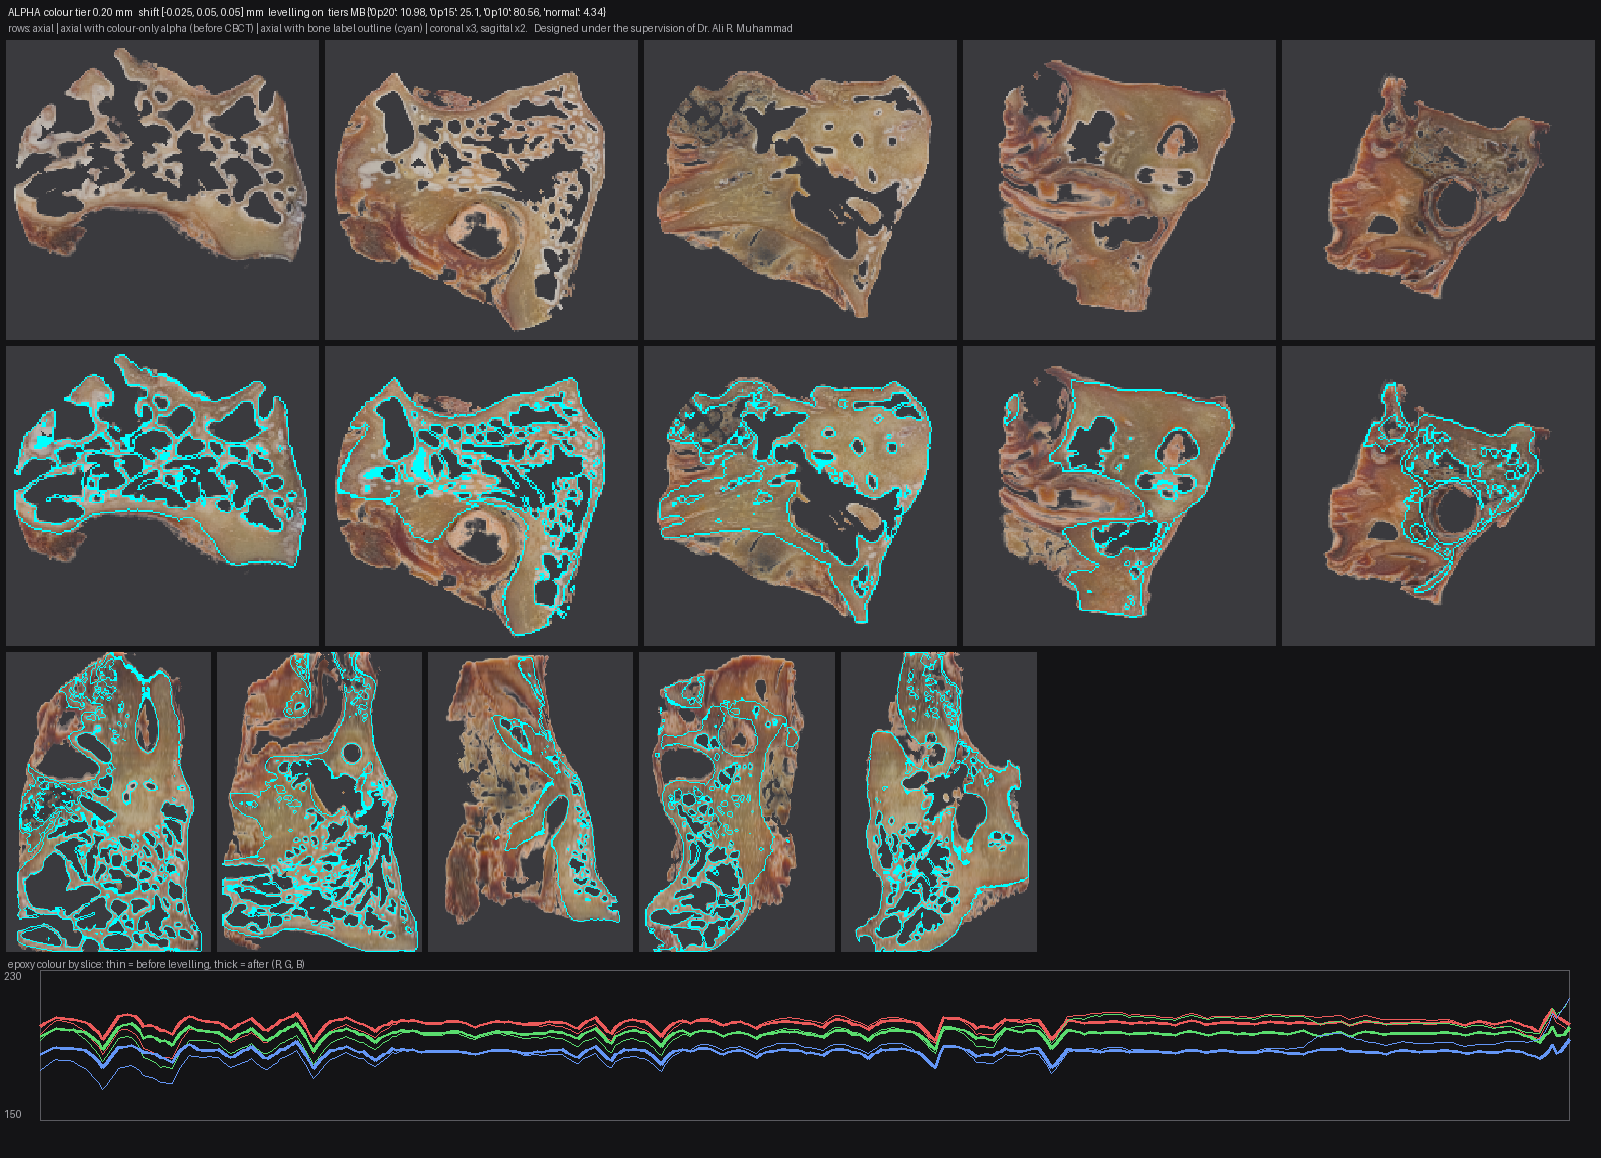 ALPHA colour tier 0.20 mm shift [-0.025, 0.05, 0.05] mm levelling on tiers MB {'0p20': 10.98, '0p15': 25.1, '0p10': 80.56, 'normal': 4.34}
rows: axial | axial with colour-only alpha (before CBCT) | axial with bone label outline (cyan) | coronal x3, sagittal x2. Designed under the supervision of Dr. Ali R. Muhammad
epoxy colour by slice: thin = before levelling, thick = after (R, G, B)
230
150